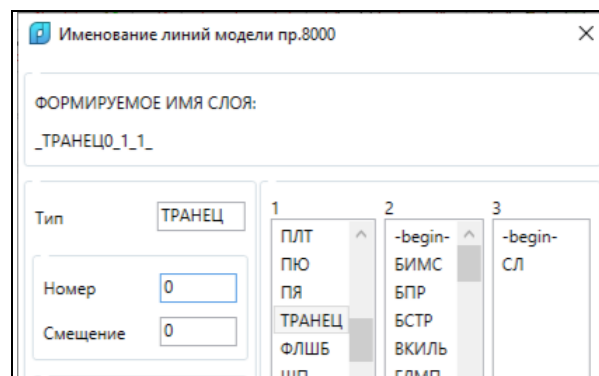 Именование линий модели пр.8000
ФОРМИРУЕМОЕ ИМЯ СЛОЯ:
_ТРАНЕЦ0_1_1_
Тип ТРАНЕЦ
Номер 0
Смещение 0
1
ПЛТ
ПЮ
ПЯ
ТРАНЕЦ
ФЛШБ
2
-begin-
БИМС
БПР
БСТР
ВКИЛЬ
3
-begin-
СЛ